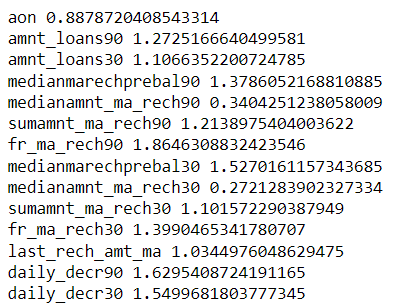 aon 0.8878720408543314
amnt_loans90 1.2725166640499581
amnt_loans30 1.1066352200724785
medianmarechprebal90 1.3786052168810885
medianamnt_ma_rech90 0.3404251238058009
sumamnt_ma_rech90 1.2138975404003622
fr_ma_rech90 1.8646308832423546
medianmarechprebal30 1.5270161157343685
medianamnt_ma_rech30 0.2721283902327334
sumamnt_ma_rech30 1.101572290387949
fr_ma_rech30 1.3990465341780707
last_rech_amt_ma 1.0344976048629475
daily_decr90 1.6295408724191165
daily_decr30 1.5499681803777345